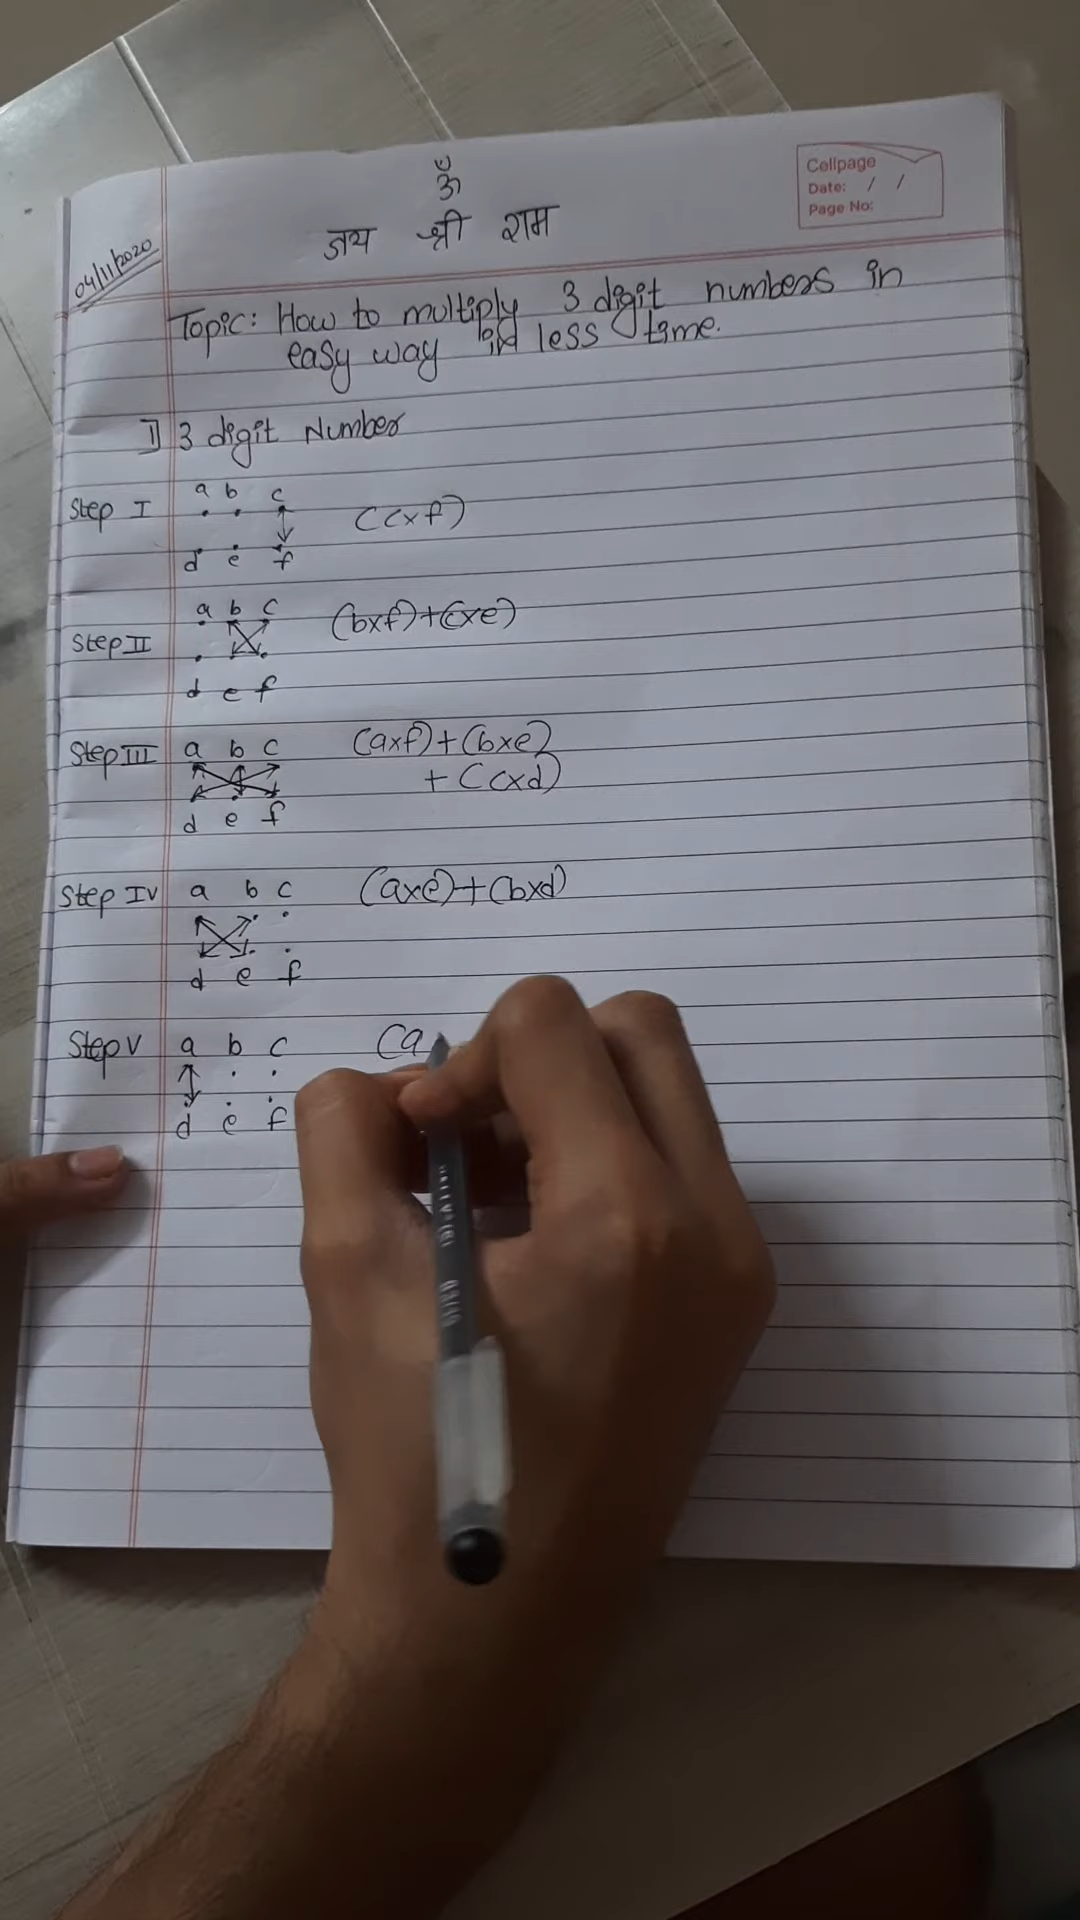 ॐ
जय श्री राम
Cellpage
Date: / /
Page No:
04/11/2020
Topic: How to multiply 3 digit numbers in
easy way in less time.
1] 3 digit Number
Step I a b c (c×f)
d e f
Step II a b c (b×f)+(c×e)
d e f
Step III a b c (a×f)+(b×e)
+(c×d)
d e f
Step IV a b c (a×e)+(b×d)
d e f
Step V a b c (a
d e f